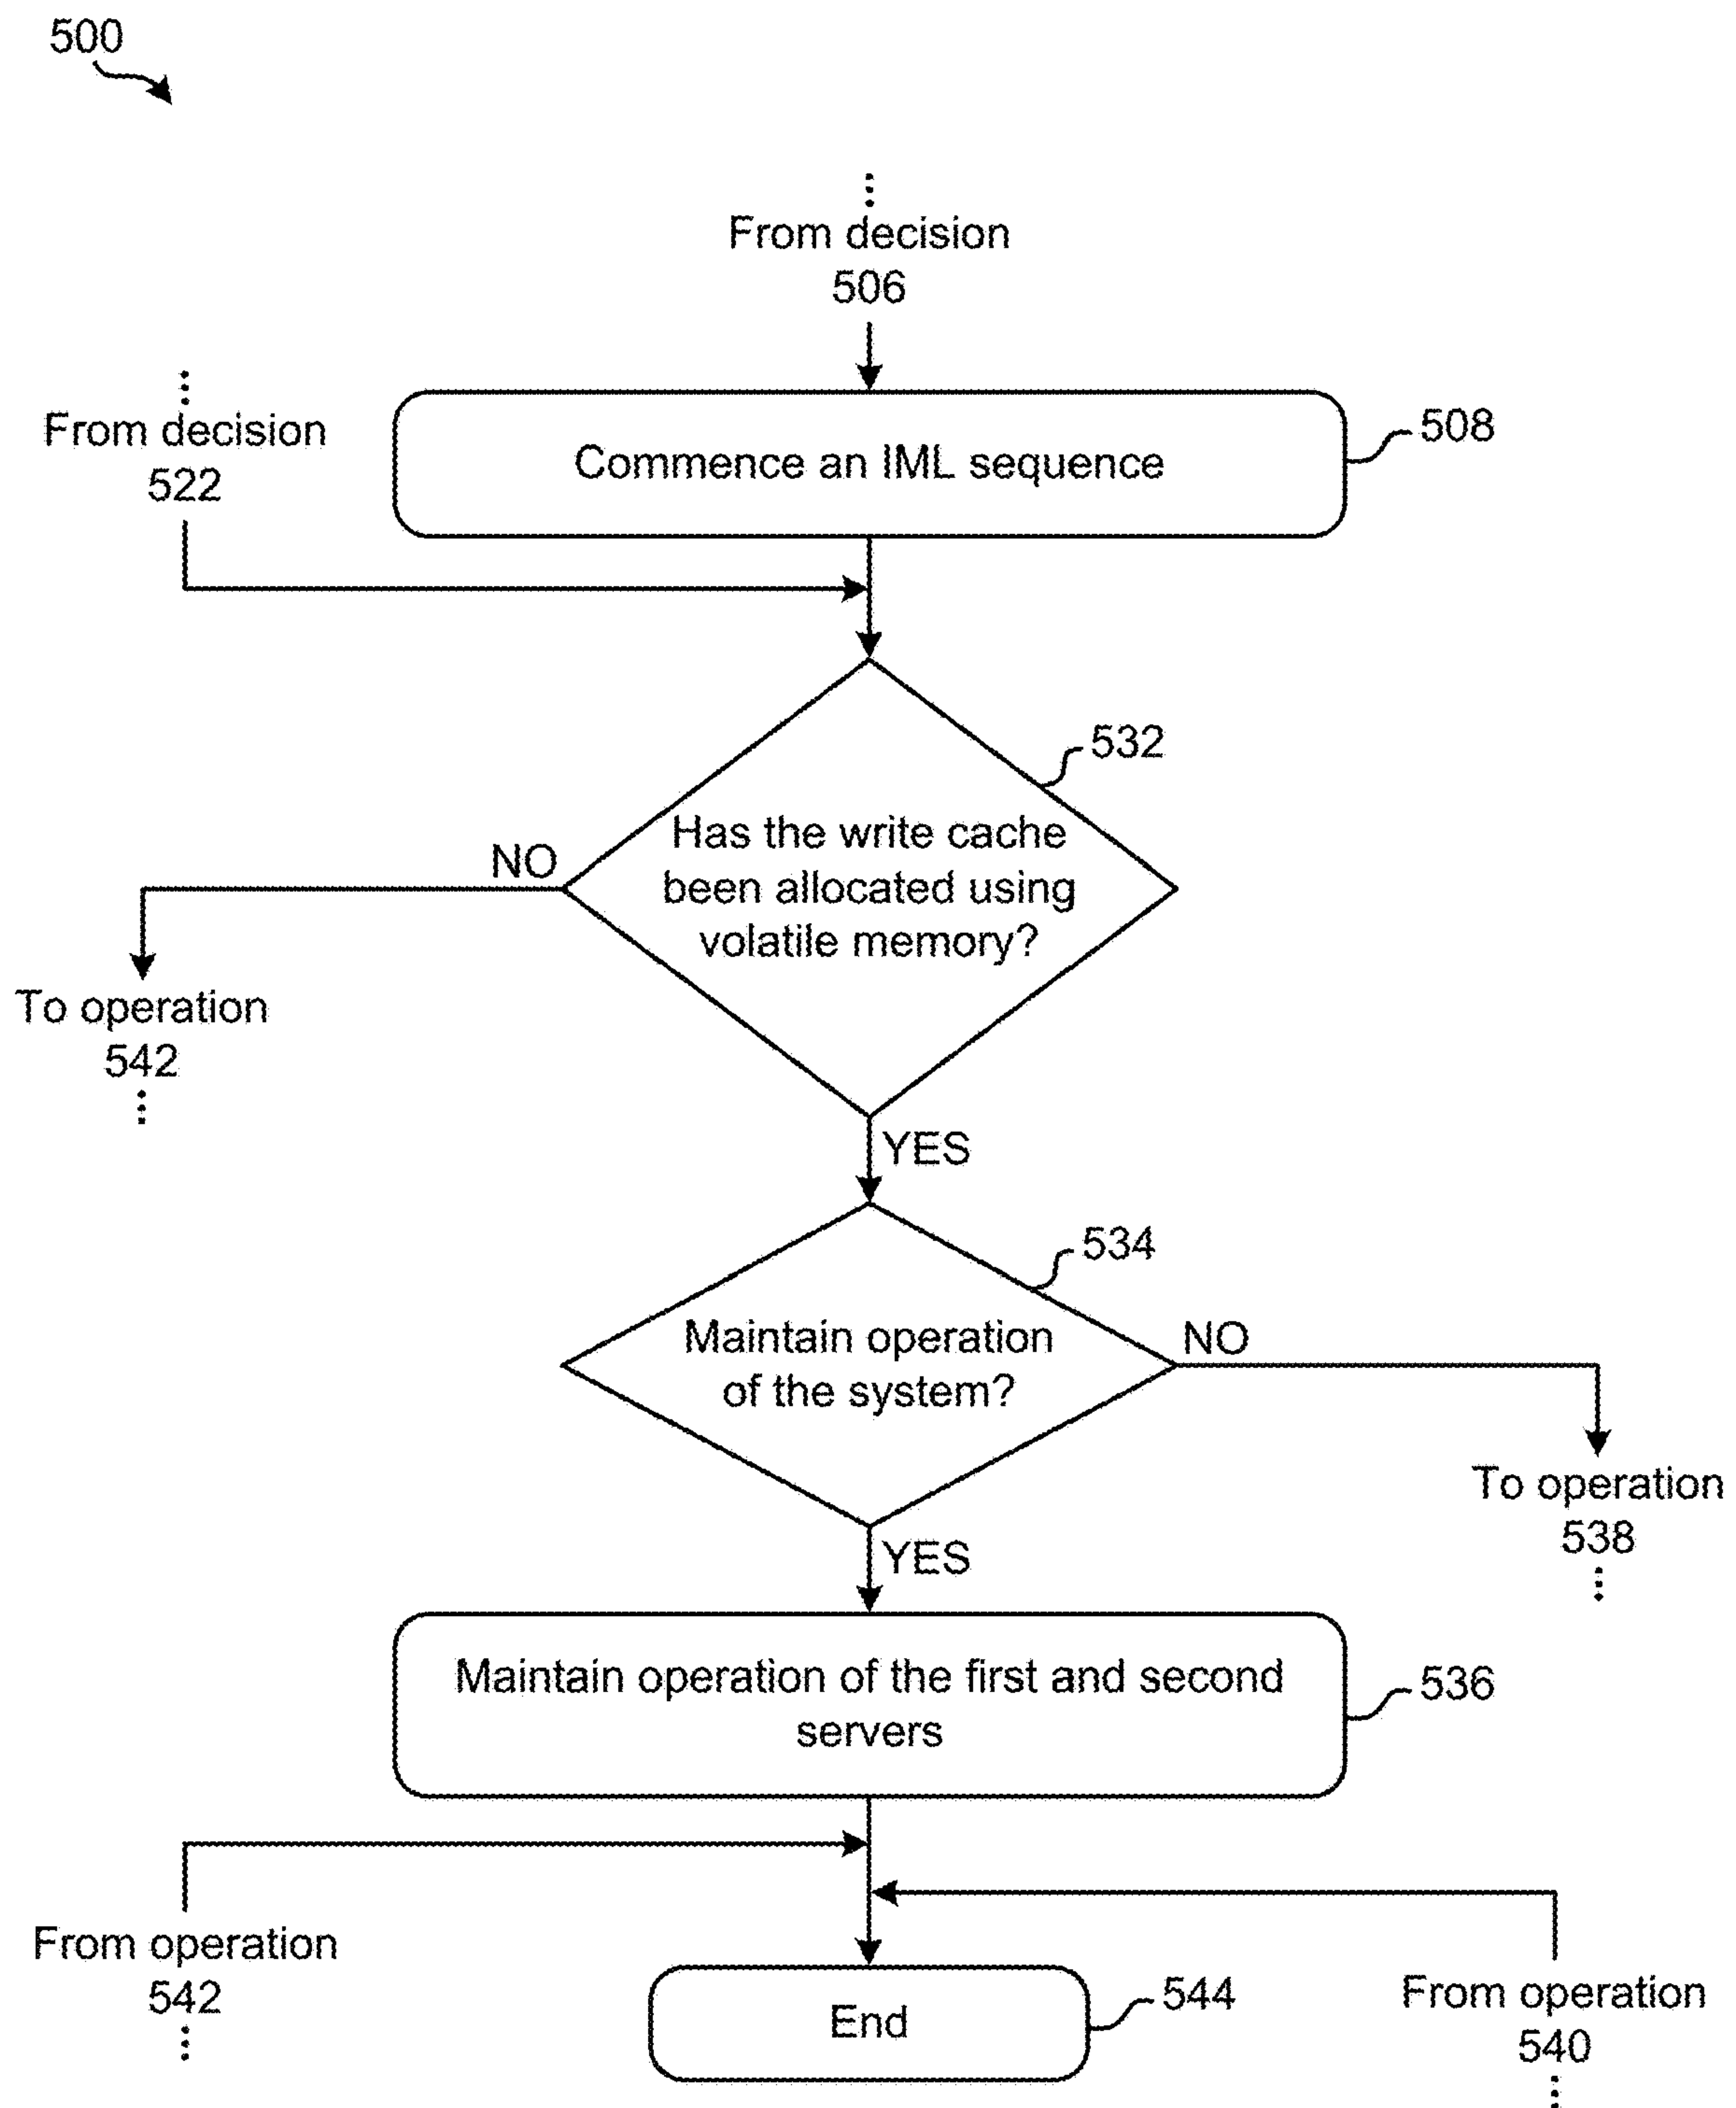 500
From decision
506
From decision
522
Commence an IML sequence
508
532
Has the write cache
been allocated using
volatile memory?
NO
To operation
542
YES
534
Maintain operation
of the system?
NO
To operation
538
YES
Maintain operation of the first and second
servers
536
From operation
542
End
544
From operation
540